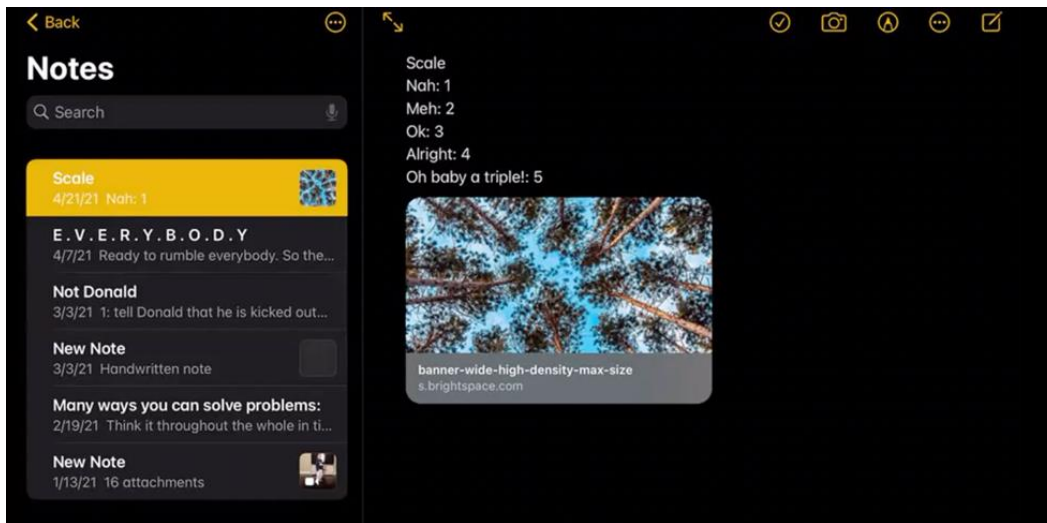 Back
Notes
Search
Scale
4/21/21 Nah: 1
E.V.E.R.Y.B.O.D.Y
4/7/21 Ready to rumble everybody. So the...
Not Donald
3/3/21 1: tell Donald that he is kicked out...
New Note
3/3/21 Handwritten note
Many ways you can solve problems:
2/19/21 Think it throughout the whole in ti...
New Note
1/13/21 16 attachments
Scale
Nah: 1
Meh: 2
Ok: 3
Alright: 4
Oh baby a triple!: 5
banner-wide-high-density-max-size
s.brightspace.com